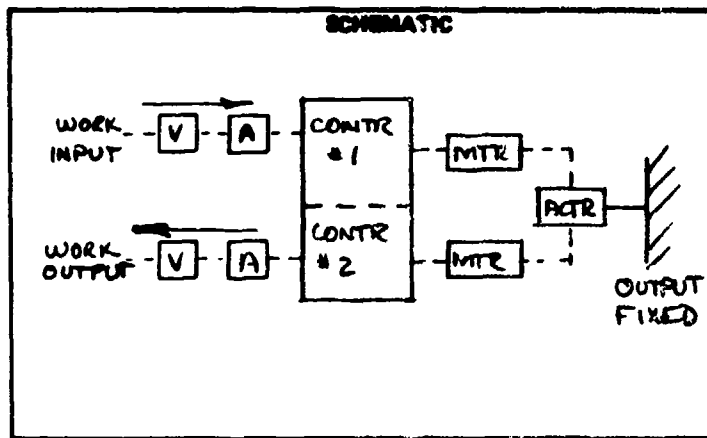 SCHEMATIC
WORK INPUT
V
A
CONTR #1
MTR
ACTR
WORK OUTPUT
V
A
CONTR #2
MTR
OUTPUT FIXED